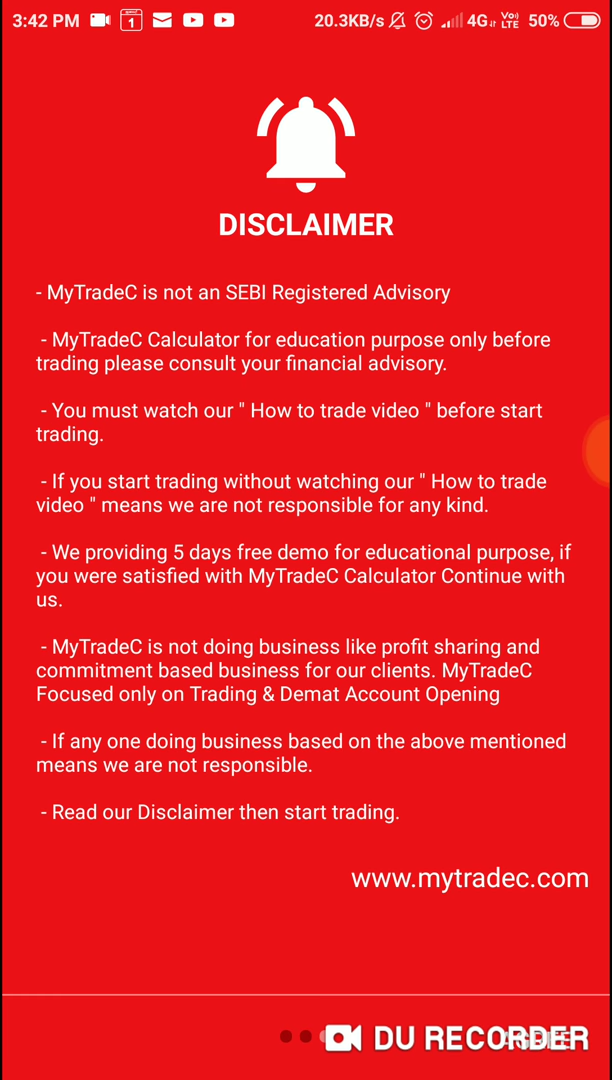 3:42 PM 1 20.3KB/s 4G Vo) LTE 50%
DISCLAIMER
- MyTradeC is not an SEBI Registered Advisory
- MyTradeC Calculator for education purpose only before
trading please consult your financial advisory.
- You must watch our " How to trade video " before start
trading.
- If you start trading without watching our " How to trade
video " means we are not responsible for any kind.
- We providing 5 days free demo for educational purpose, if
you were satisfied with MyTradeC Calculator Continue with
us.
- MyTradeC is not doing business like profit sharing and
commitment based business for our clients. MyTradeC
Focused only on Trading & Demat Account Opening
- If any one doing business based on the above mentioned
means we are not responsible.
- Read our Disclaimer then start trading.
www.mytradec.com
DU RECORDER